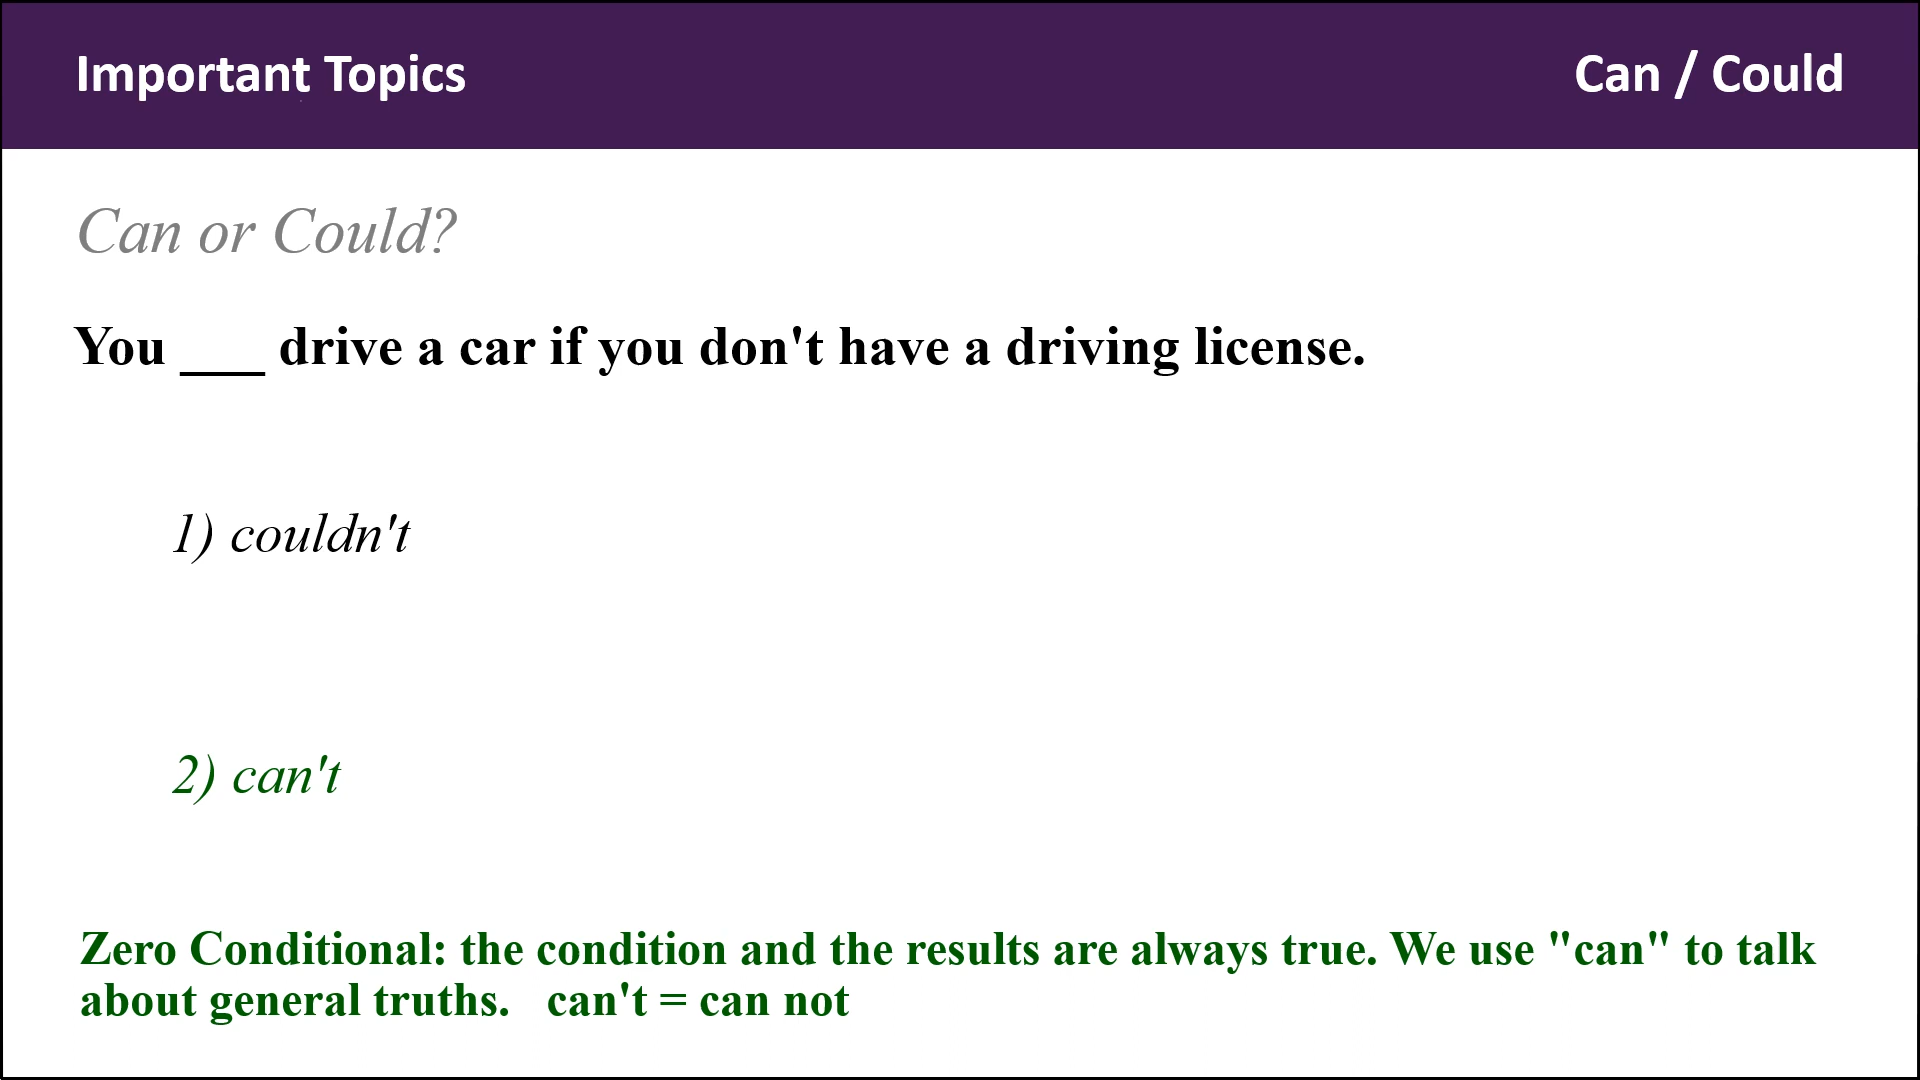 Important Topics
Can / Could
Can or Could?
You ___ drive a car if you don't have a driving license.
1) couldn't
2) can't
Zero Conditional: the condition and the results are always true. We use "can" to talk
about general truths.   can't = can not